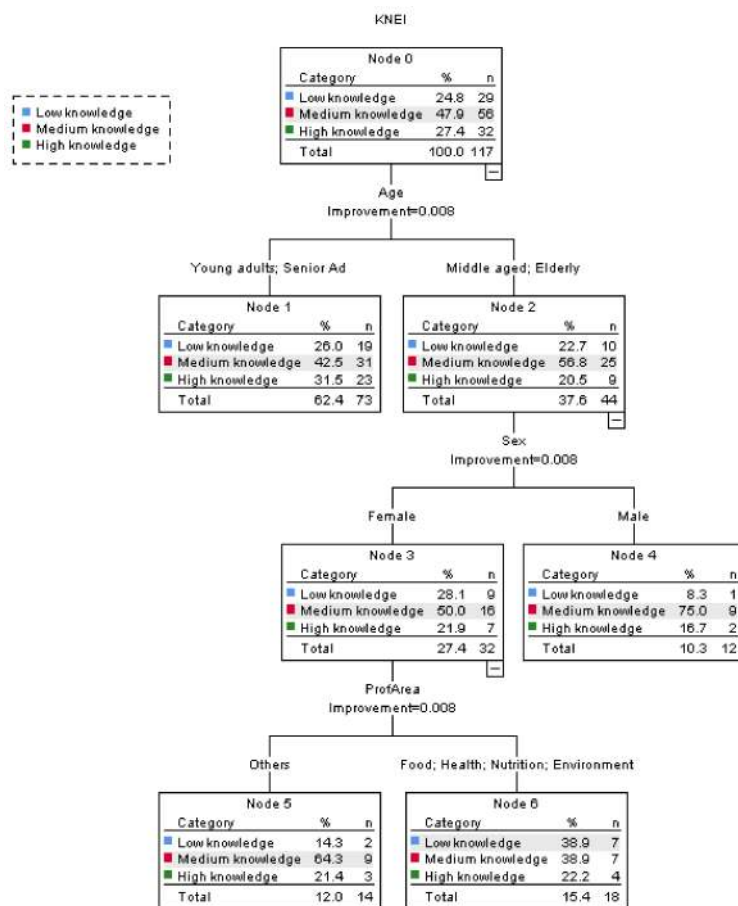 KNEI
Low knowledge
Medium knowledge
High knowledge
Node 0
Category % n
Low knowledge 24.8 29
Medium knowledge 47.9 56
High knowledge 27.4 32
Total 100.0 117
Age
Improvement=0.008
Young adults; Senior Ad
Middle aged; Elderly
Node 1
Category % n
Low knowledge 26.0 19
Medium knowledge 42.5 31
High knowledge 31.5 23
Total 62.4 73
Node 2
Category % n
Low knowledge 22.7 10
Medium knowledge 56.8 25
High knowledge 20.5 9
Total 37.6 44
Sex
Improvement=0.008
Female
Male
Node 3
Category % n
Low knowledge 28.1 9
Medium knowledge 50.0 16
High knowledge 21.9 7
Total 27.4 32
Node 4
Category % n
Low knowledge 8.3 1
Medium knowledge 75.0 9
High knowledge 16.7 2
Total 10.3 12
ProfArea
Improvement=0.008
Others
Food; Health; Nutrition; Environment
Node 5
Category % n
Low knowledge 14.3 2
Medium knowledge 64.3 9
High knowledge 21.4 3
Total 12.0 14
Node 6
Category % n
Low knowledge 38.9 7
Medium knowledge 38.9 7
High knowledge 22.2 4
Total 15.4 18